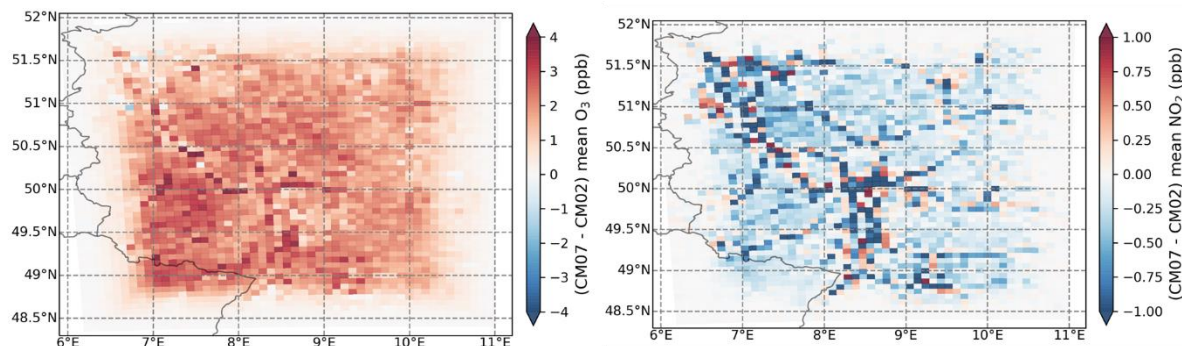 52°N
51.5°N
51°N
50.5°N
50°N
49.5°N
49°N
48.5°N
6°E 7°E 8°E 9°E 10°E 11°E
4
3
2
1
0
−1
−2
−3
−4
(CM07 - CM02) mean O₃ (ppb)
52°N
51.5°N
51°N
50.5°N
50°N
49.5°N
49°N
48.5°N
6°E 7°E 8°E 9°E 10°E 11°E
1.00
0.75
0.50
0.25
0.00
−0.25
−0.50
−0.75
−1.00
(CM07 - CM02) mean NO₂ (ppb)